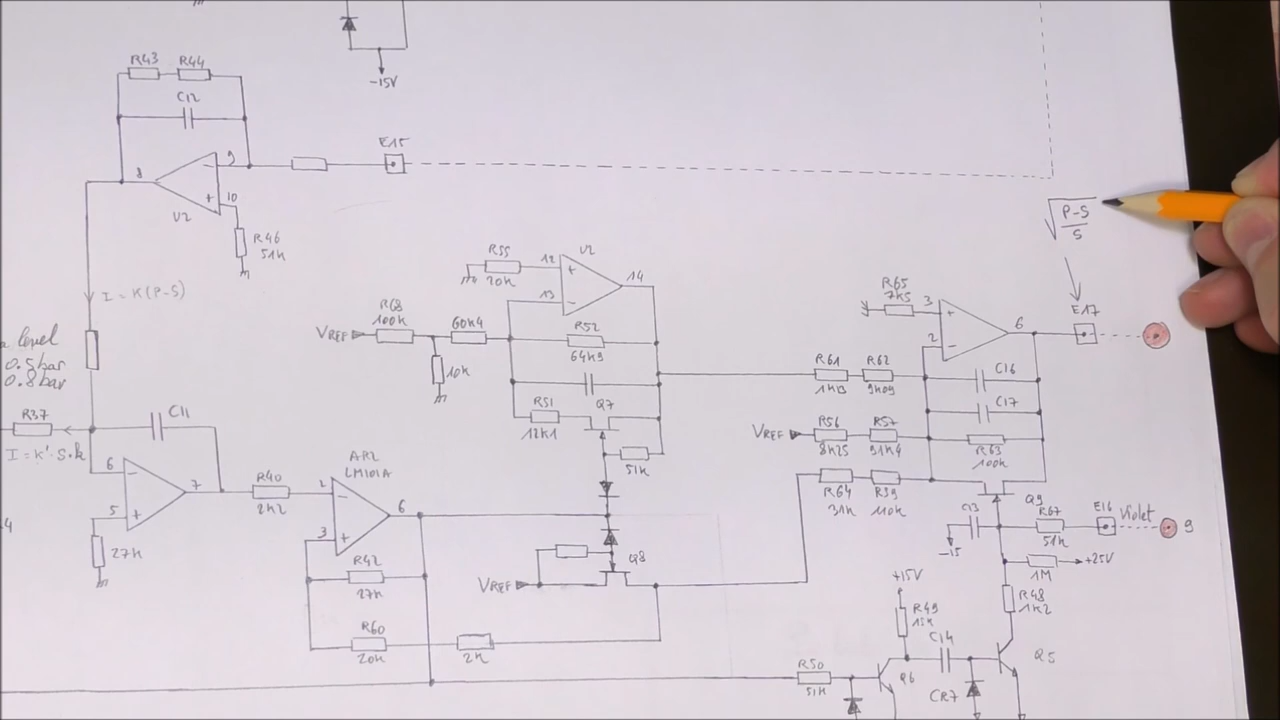 -15V
R43 R44
C12
8
9
10
+
U2
R46
51K
E15
√
P-S
S
I = K(P-S)
level
0.5bar
0.8bar
R37
I = K'·S·k
C11
6
7
5
+
27K
R40
2K2
AR2
LM101A
2
3
6
+
R42
27K
R60
20K
2K
R55
20K
12
13
14
U2
+
VREF
R68
100K
60K4
10K
R52
64K9
R51
12K1
Q7
51K
Q8
VREF
R65
7K5
3
2
6
+
E17
R61
R62
9K09
C16
C17
R63
100K
VREF
R56
8K25
R57
31K4
R64
31K
R39
110K
Q9
C13
-15
R67
51K
E16
Violet
9
1M
+25V
R48
1K2
+15V
R49
15K
C14
R50
51K
Q6
CR7
Q5
4